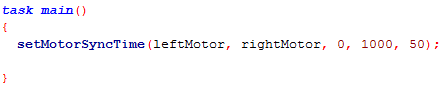 task main()
{
setMotorSyncTime(leftMotor, rightMotor, 0, 1000, 50);
}